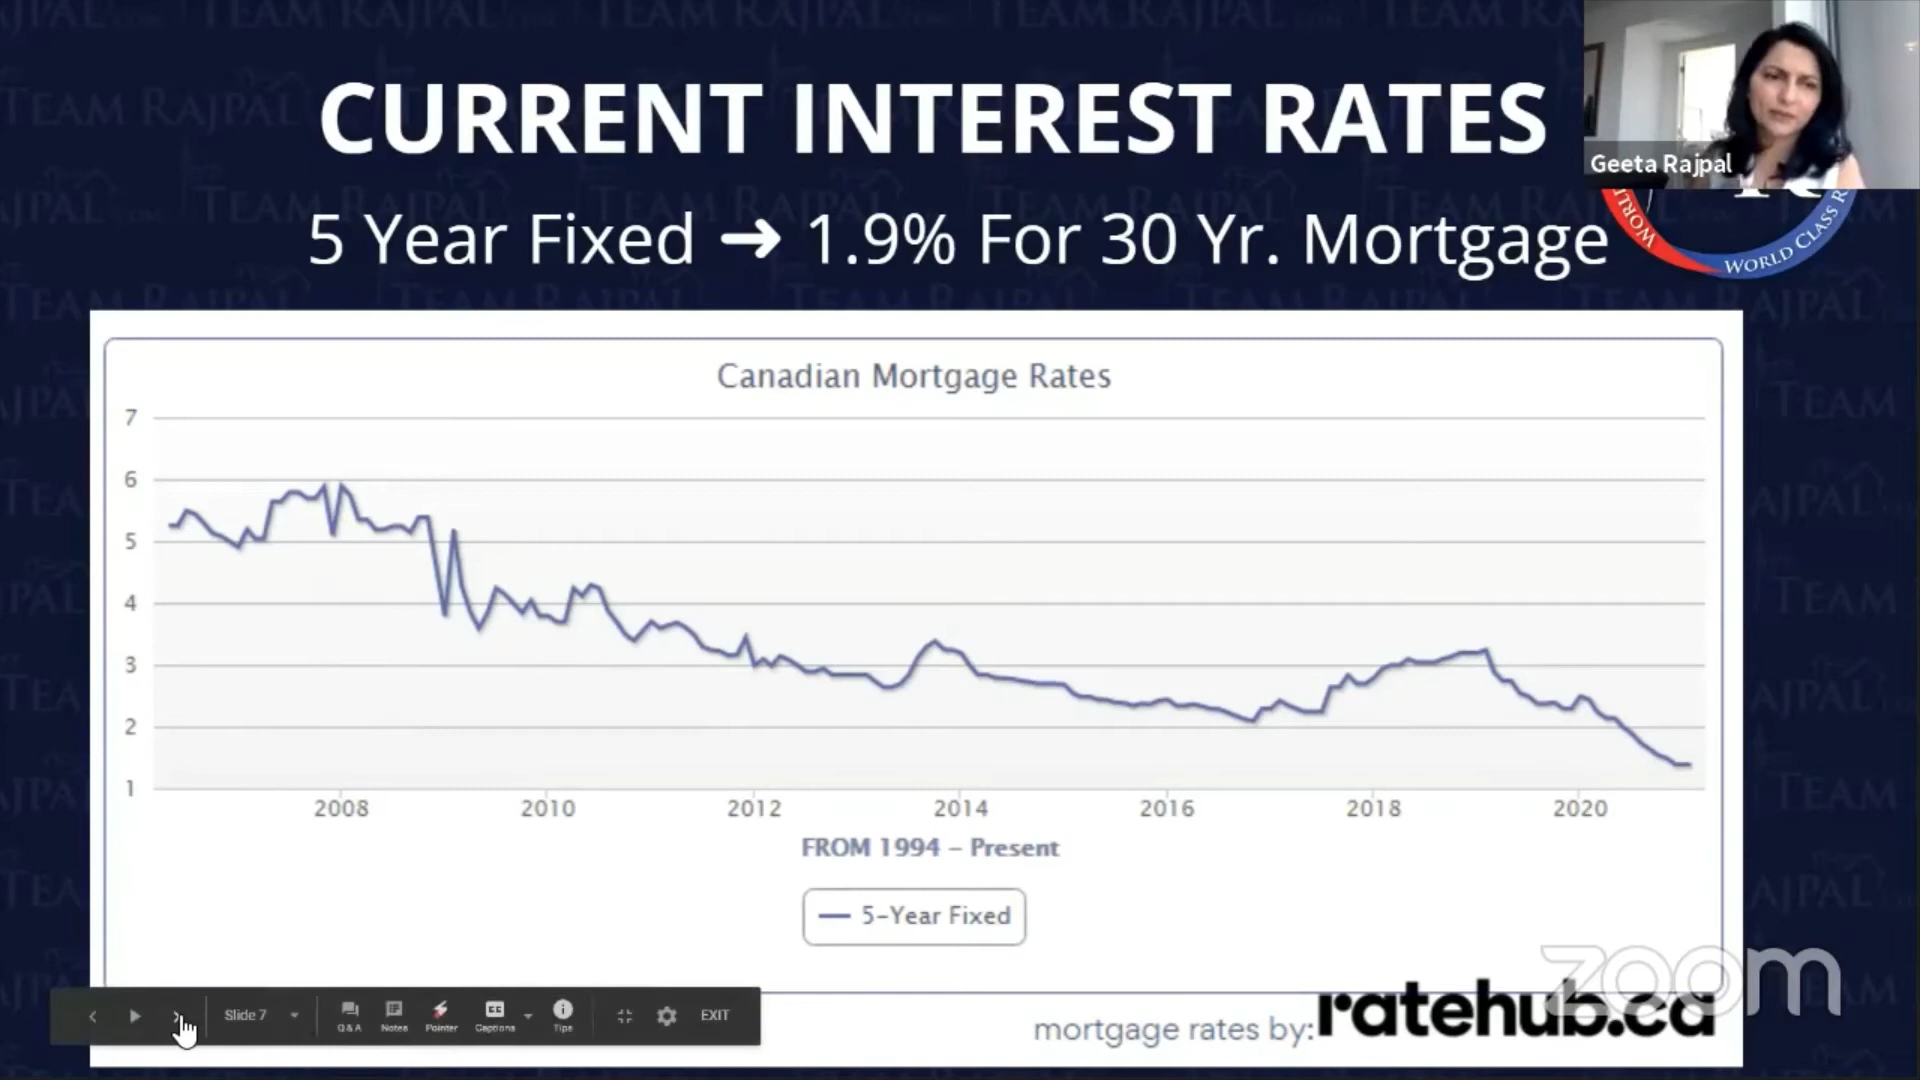 CURRENT INTEREST RATES
Geeta Rajpal
5 Year Fixed ➜ 1.9% For 30 Yr. Mortgage
WORLD CLASS
Canadian Mortgage Rates
7
6
5
4
3
2
1
2008 2010 2012 2014 2016 2018 2020
FROM 1994 – Present
5-Year Fixed
zoom
Slide 7
Q&A Notes Pointer Captions Tips EXIT
mortgage rates by: ratehub.ca
TEAM RAJPAL